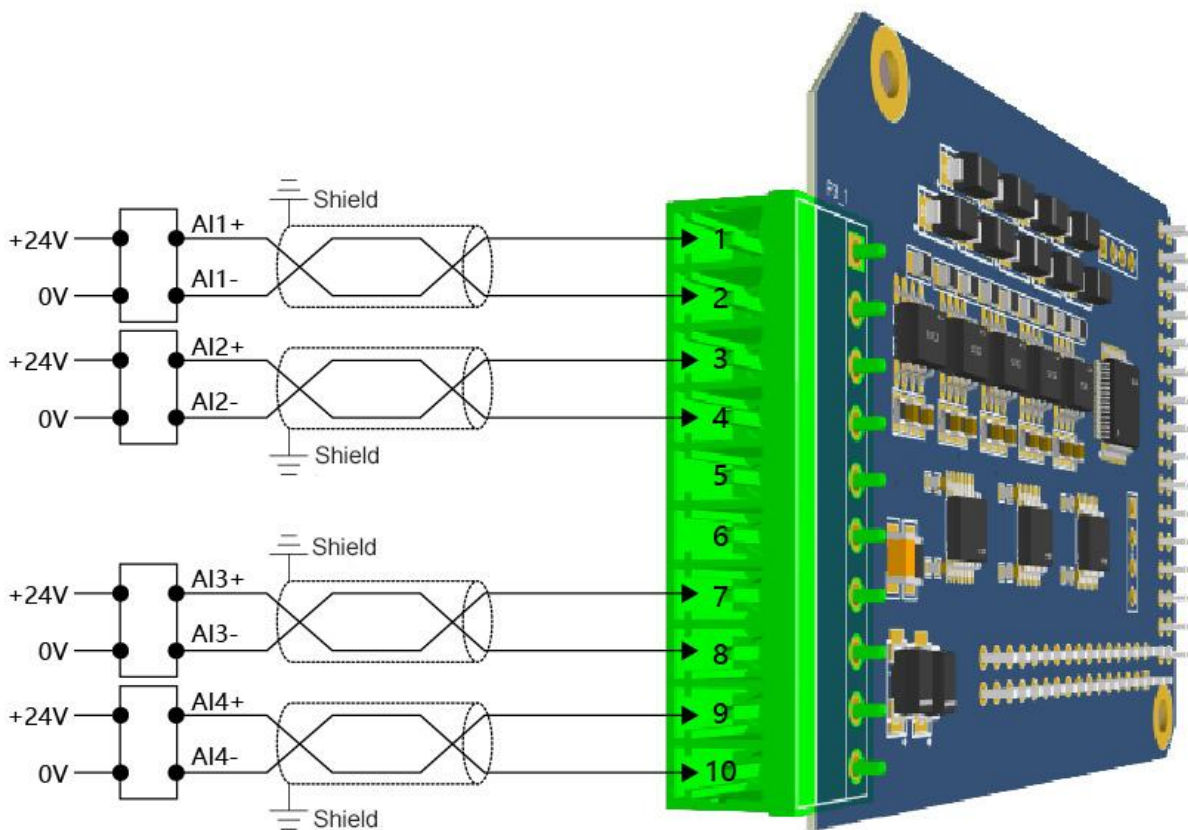 Shield
+24V AI1+ 1
0V AI1- 2
+24V AI2+ 3
0V AI2- 4
Shield
5
6
Shield
+24V AI3+ 7
0V AI3- 8
+24V AI4+ 9
0V AI4- 10
Shield